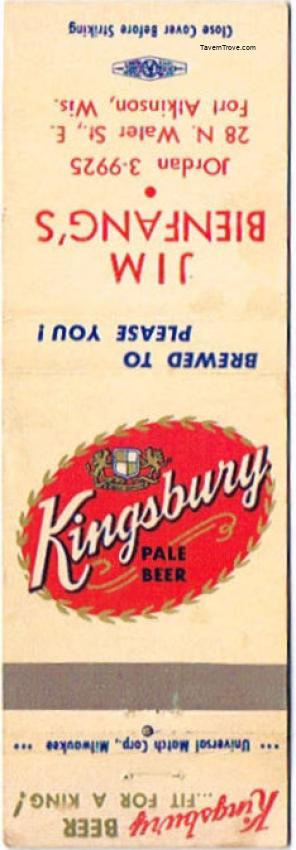 TavernTrove.com
Close Cover Before Striking
JIM
BIENFANG'S
•
JOrdan 3-9925
28 N. Water St., E.
Fort Atkinson, Wis.
BREWED TO
PLEASE YOU!
Kingsbury
PALE
BEER
••• Universal Match Corp., Milwaukee •••
Kingsbury BEER
...FIT FOR A KING!